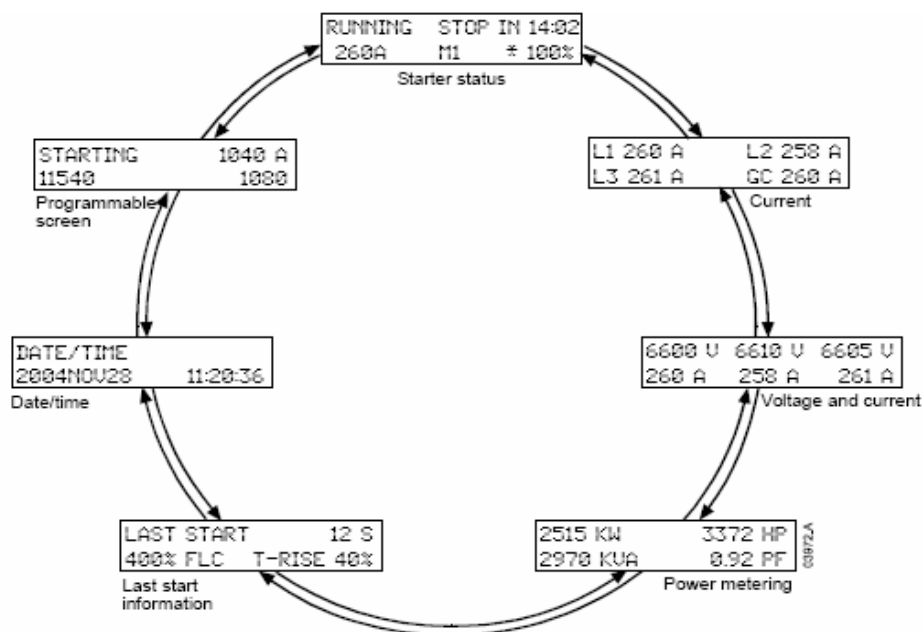 RUNNING STOP IN 14:02
260A M1 * 100%
Starter status
STARTING 1040 A
11540 1080
Programmable
screen
L1 260 A L2 258 A
L3 261 A GC 260 A
Current
DATE/TIME
2004NOV28 11:20:36
Date/time
6600 V 6610 V 6605 V
260 A 258 A 261 A
Voltage and current
LAST START 12 S
400% FLC T-RISE 40%
Last start
information
2515 KW 3372 HP
2970 KVA 0.92 PF
Power metering
03972_A